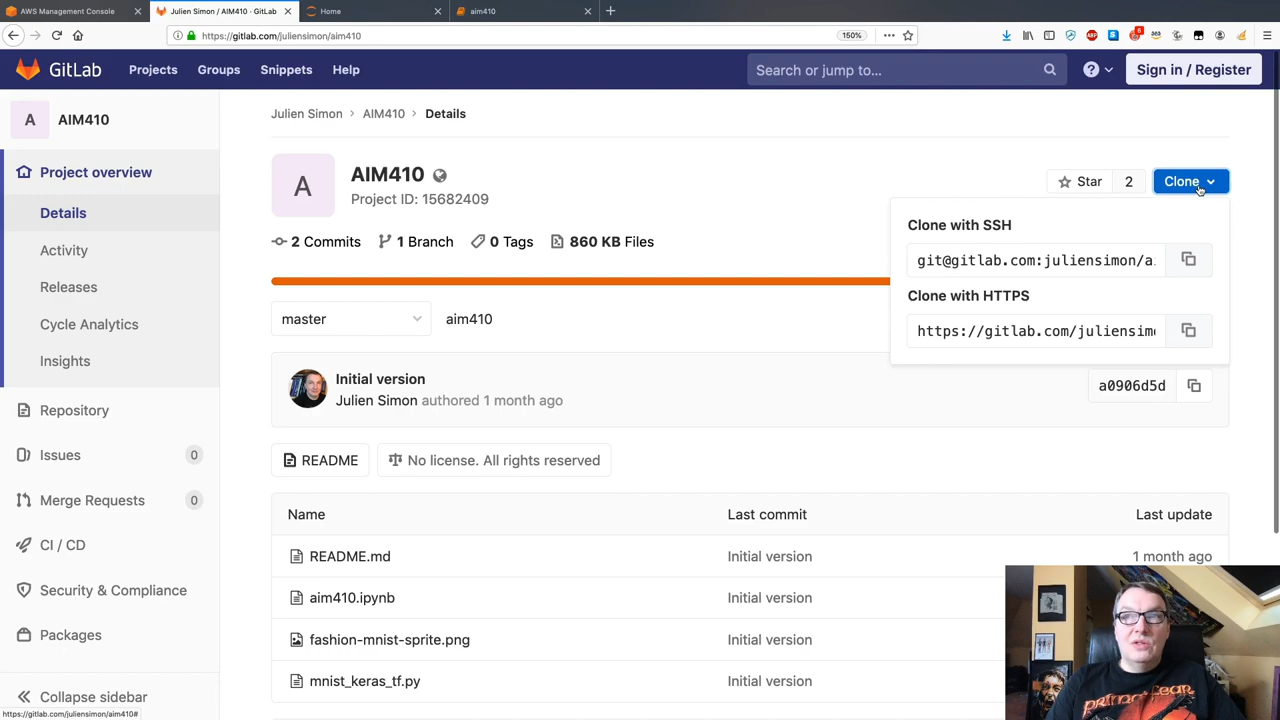 AWS Management Console
Julien Simon / AIM410 · GitLab
Home
aim410
https://gitlab.com/juliensimon/aim410
150%
GitLab
Projects
Groups
Snippets
Help
Search or jump to...
Sign in / Register
A
AIM410
Project overview
Details
Activity
Releases
Cycle Analytics
Insights
Repository
Issues 0
Merge Requests 0
CI / CD
Security & Compliance
Packages
Collapse sidebar
https://gitlab.com/juliensimon/aim410#
Julien Simon > AIM410 > Details
A
AIM410
Project ID: 15682409
Star 2
Clone
2 Commits 1 Branch 0 Tags 860 KB Files
Clone with SSH
git@gitlab.com:juliensimon/a
Clone with HTTPS
https://gitlab.com/juliensim
master
aim410
Initial version
Julien Simon authored 1 month ago
a0906d5d
README
No license. All rights reserved
Name Last commit Last update
README.md Initial version 1 month ago
aim410.ipynb Initial version
fashion-mnist-sprite.png Initial version
mnist_keras_tf.py Initial version